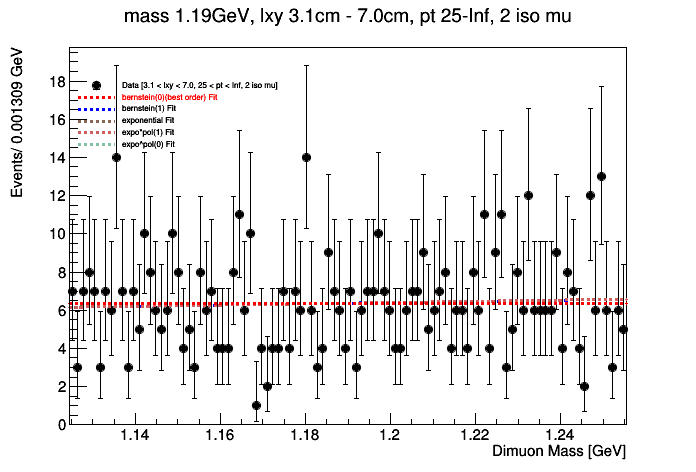 mass 1.19GeV, lxy 3.1cm - 7.0cm, pt 25-Inf, 2 iso mu
Events/ 0.001309 GeV
Data [3.1 < lxy < 7.0, 25 < pt < Inf, 2 iso mu]
bernstein(0)(best order) Fit
bernstein(1) Fit
exponential Fit
expo*pol(1) Fit
expo^pol(0) Fit
18
16
14
12
10
8
6
4
2
0
1.14 1.16 1.18 1.2 1.22 1.24
Dimuon Mass [GeV]